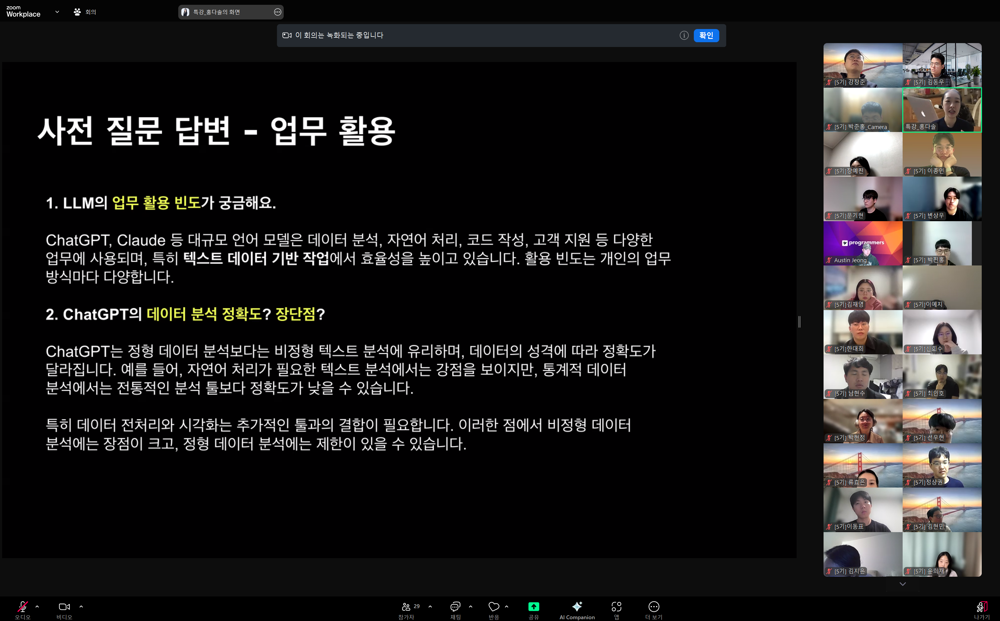 zoom
Workplace
회의
특강_홍다솔의 화면
이 회의는 녹화되는 중입니다
확인
사전 질문 답변 - 업무 활용
1. LLM의 업무 활용 빈도가 궁금해요.
ChatGPT, Claude 등 대규모 언어 모델은 데이터 분석, 자연어 처리, 코드 작성, 고객 지원 등 다양한
업무에 사용되며, 특히 텍스트 데이터 기반 작업에서 효율성을 높이고 있습니다. 활용 빈도는 개인의 업무
방식마다 다양합니다.
2. ChatGPT의 데이터 분석 정확도? 장단점?
ChatGPT는 정형 데이터 분석보다는 비정형 텍스트 분석에 유리하며, 데이터의 성격에 따라 정확도가
달라집니다. 예를 들어, 자연어 처리가 필요한 텍스트 분석에서는 강점을 보이지만, 통계적 데이터
분석에서는 전통적인 분석 툴보다 정확도가 낮을 수 있습니다.
특히 데이터 전처리와 시각화는 추가적인 툴과의 결합이 필요합니다. 이러한 점에서 비정형 데이터
분석에는 장점이 크고, 정형 데이터 분석에는 제한이 있을 수 있습니다.
[5기] 강창준
[5기] 김동우
[5기] 박준홍_Camera
특강_홍다솔
[5기]장예진
[5기] 이종인
[5기]문기현
[5기] 변상우
programmers
Austin Jeong
[5기] 박진홍
[5기]김재영
[5기]이예지
[5기]한대희
[5기]신희수
[5기] 남현수
[5기] 최인호
[5기] 박현정
[5기] 선우현
[5기] 류효은
[5기]정상권
[5기]이동표
[5기] 김현민
[5기] 김지은
[5기] 윤희재
오디오
비디오
29
참가자
채팅
반응
공유
AI Companion
앱
더 보기
나가기